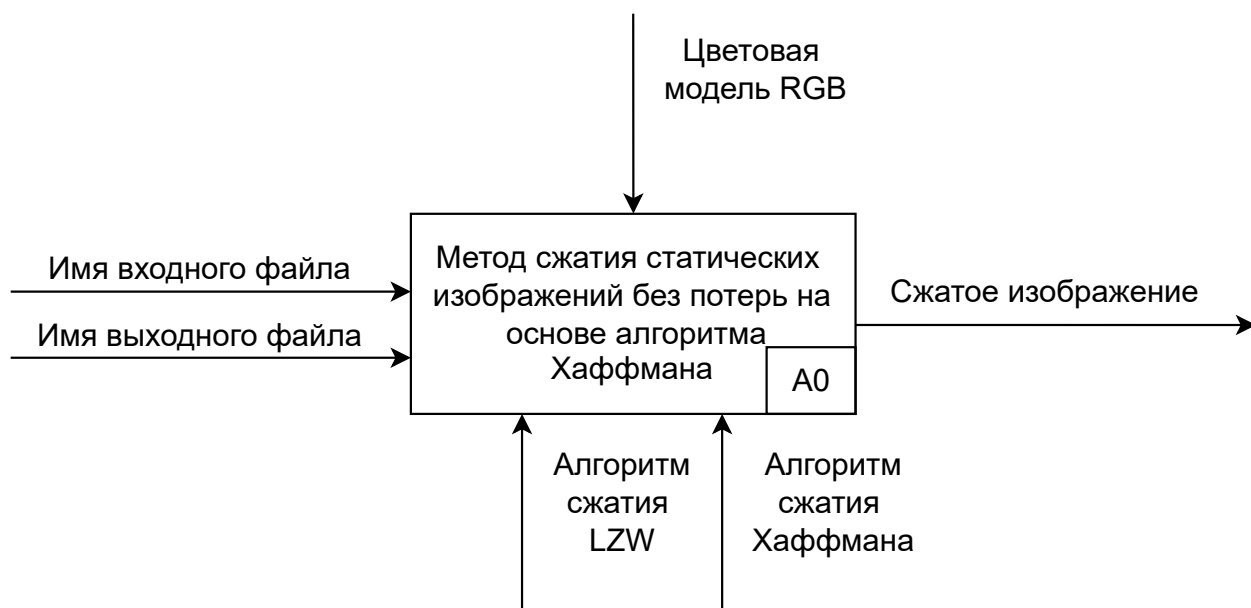 Цветовая
модель RGB
Имя входного файла
Имя выходного файла
Метод сжатия статических
изображений без потерь на
основе алгоритма
Хаффмана
A0
Сжатое изображение
Алгоритм
сжатия
LZW
Алгоритм
сжатия
Хаффмана